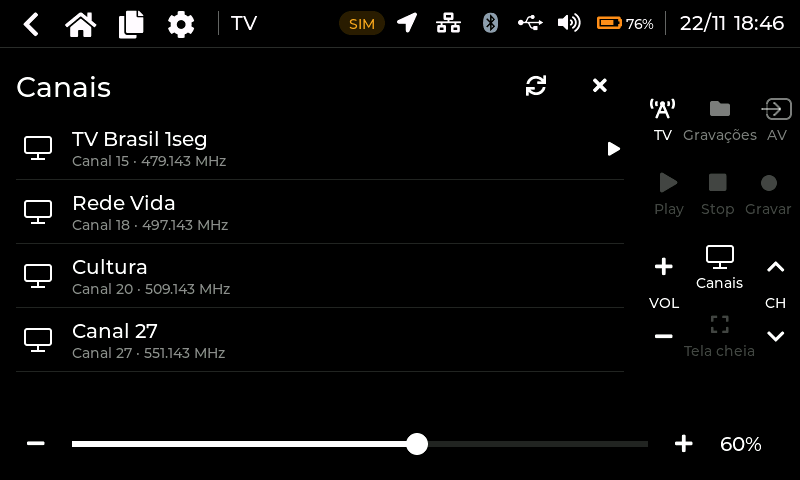 TV
SIM
76%
22/11 18:46
Canais
TV Brasil 1seg
Canal 15 · 479.143 MHz
Rede Vida
Canal 18 · 497.143 MHz
Cultura
Canal 20 · 509.143 MHz
Canal 27
Canal 27 · 551.143 MHz
TV
Gravações
AV
Play
Stop
Gravar
Canais
VOL
CH
Tela cheia
60%